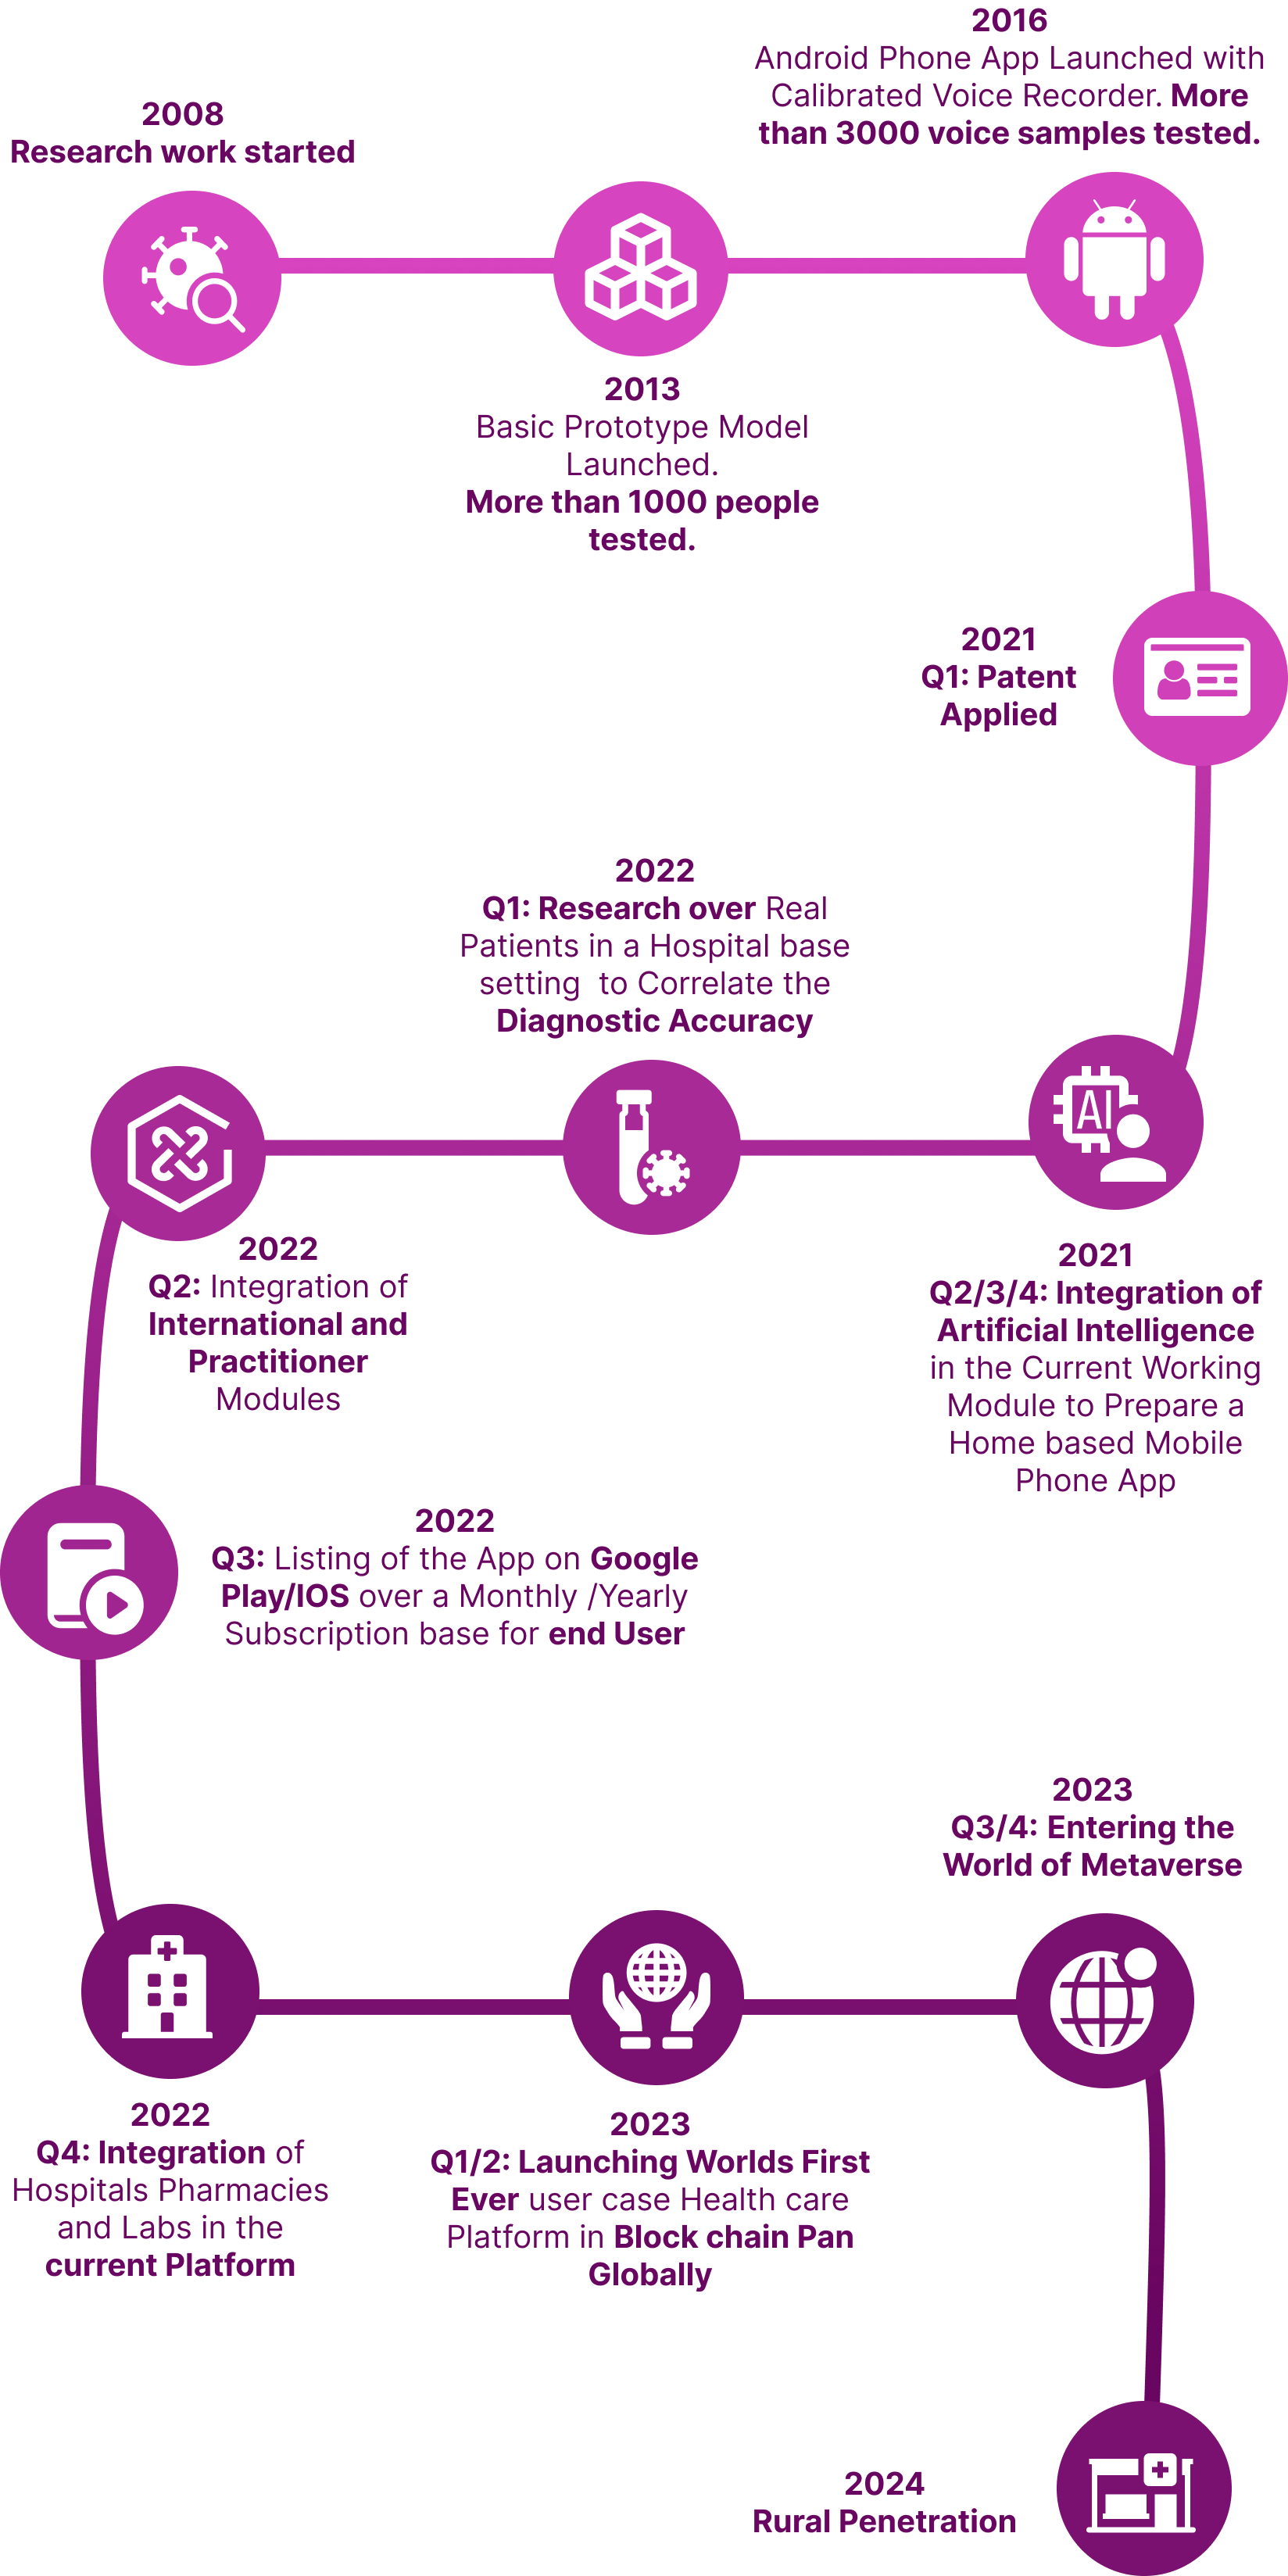 2008
Research work started
2013
Basic Prototype Model
Launched.
More than 1000 people
tested.
2016
Android Phone App Launched with
Calibrated Voice Recorder. More
than 3000 voice samples tested.
2021
Q1: Patent
Applied
AI
2021
Q2/3/4: Integration of
Artificial Intelligence
in the Current Working
Module to Prepare a
Home based Mobile
Phone App
2022
Q1: Research over Real
Patients in a Hospital base
setting  to Correlate the
Diagnostic Accuracy
2022
Q2: Integration of
International and
Practitioner
Modules
2022
Q3: Listing of the App on Google
Play/IOS over a Monthly /Yearly
Subscription base for end User
2022
Q4: Integration of
Hospitals Pharmacies
and Labs in the
current Platform
2023
Q1/2: Launching Worlds First
Ever user case Health care
Platform in Block chain Pan
Globally
2023
Q3/4: Entering the
World of Metaverse
2024
Rural Penetration